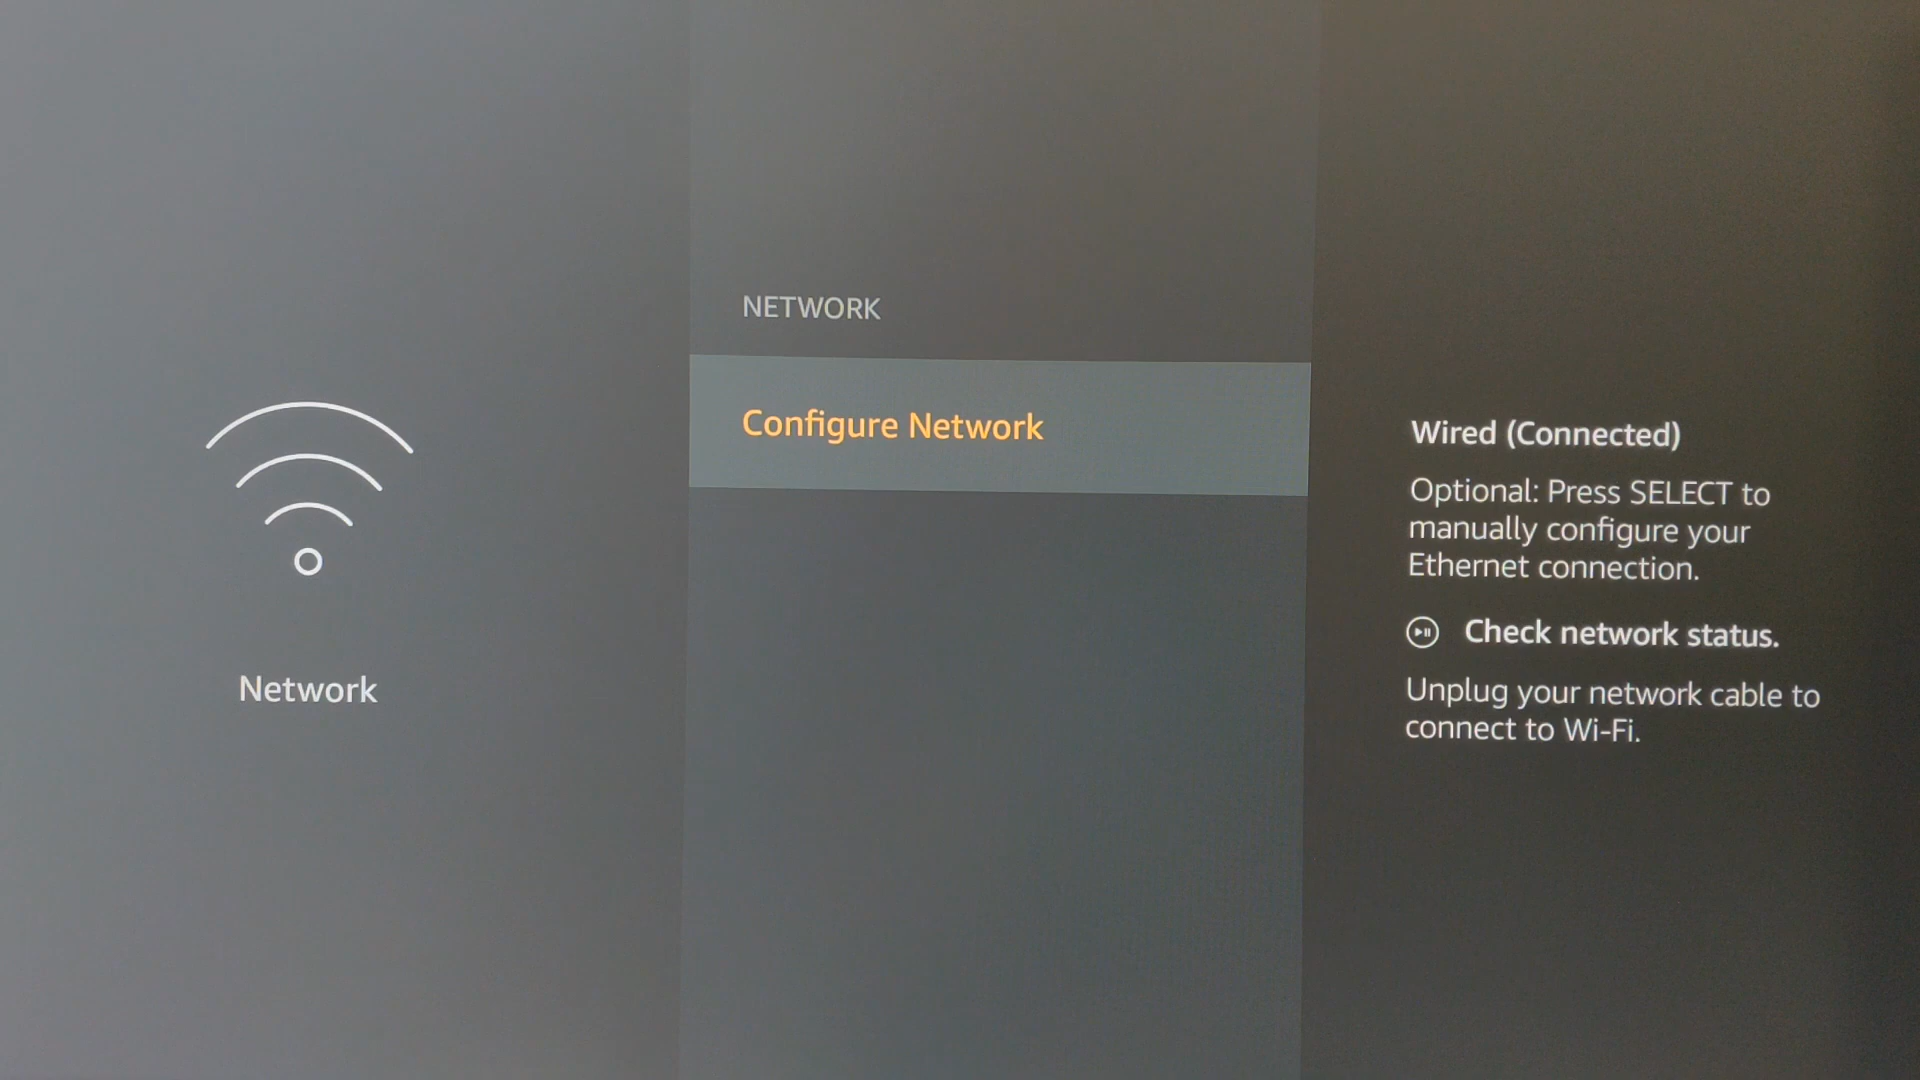 Network
NETWORK
Configure Network
Wired (Connected)
Optional: Press SELECT to
manually configure your
Ethernet connection.
Check network status.
Unplug your network cable to
connect to Wi-Fi.